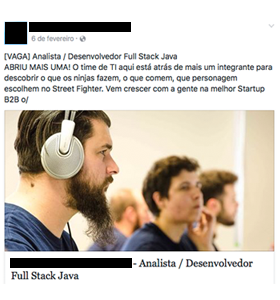 6 de fevereiro ·
[VAGA] Analista / Desenvolvedor Full Stack Java
ABRIU MAIS UMA! O time de TI aqui está atrás de mais um integrante para
descobrir o que os ninjas fazem, o que comem, que personagem
escolhem no Street Fighter. Vem crescer com a gente na melhor Startup
B2B o/
- Analista / Desenvolvedor
Full Stack Java